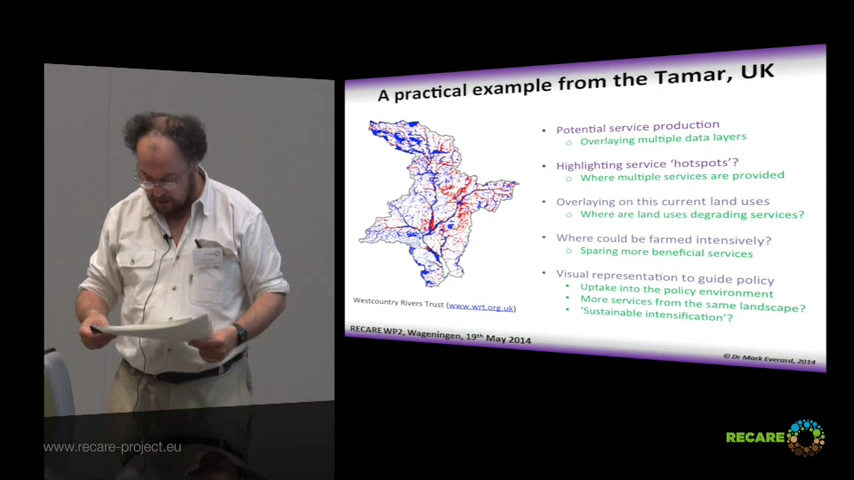 A practical example from the Tamar, UK
• Potential service production
o Overlaying multiple data layers
• Highlighting service ‘hotspots’?
o Where multiple services are provided
• Overlaying on this current land uses
o Where are land uses degrading services?
• Where could be farmed intensively?
o Sparing more beneficial services
• Visual representation to guide policy
• Uptake into the policy environment
• More services from the same landscape?
• ‘Sustainable intensification’?
Westcountry Rivers Trust (www.wrt.org.uk)
RECARE WP2, Wageningen, 19th May 2014
© Dr Mark Everard, 2014
www.recare-project.eu
RECARE